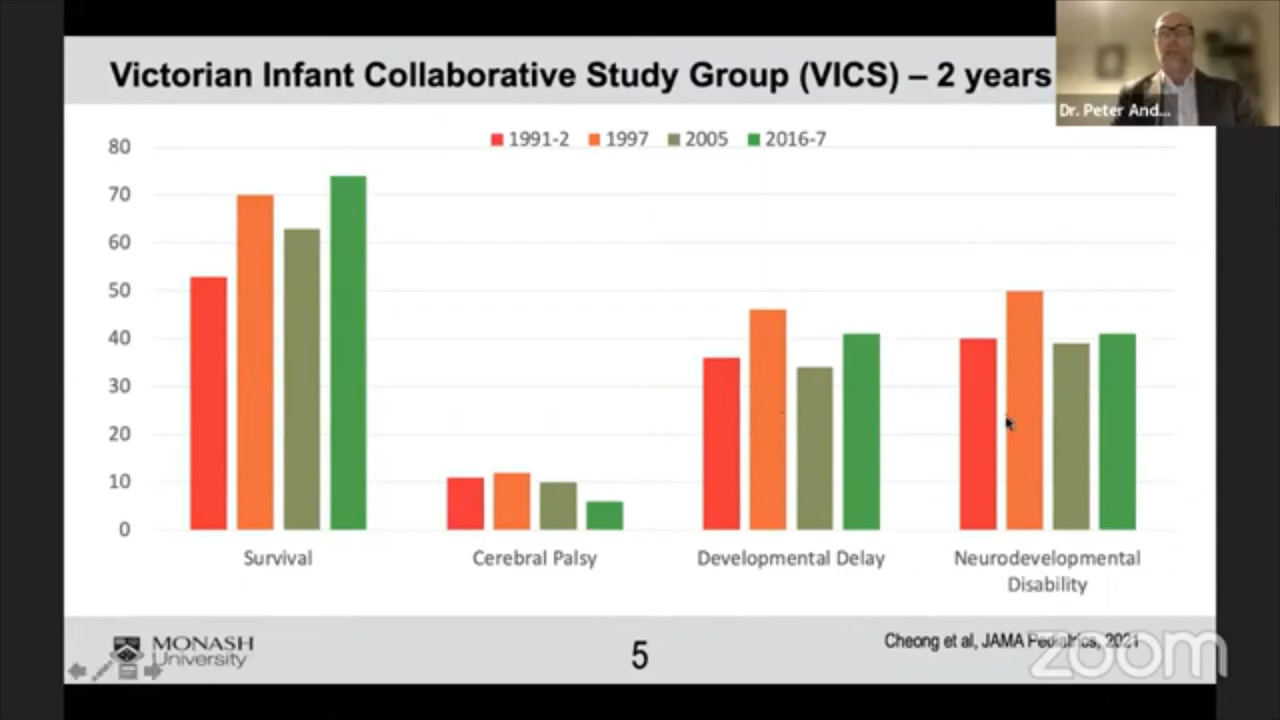 Victorian Infant Collaborative Study Group (VICS) – 2 years
Dr. Peter And...
1991-2 1997 2005 2016-7
80
70
60
50
40
30
20
10
0
Survival
Cerebral Palsy
Developmental Delay
Neurodevelopmental
Disability
MONASH
University
5
Cheong et al, JAMA Pediatrics, 2021
zoom